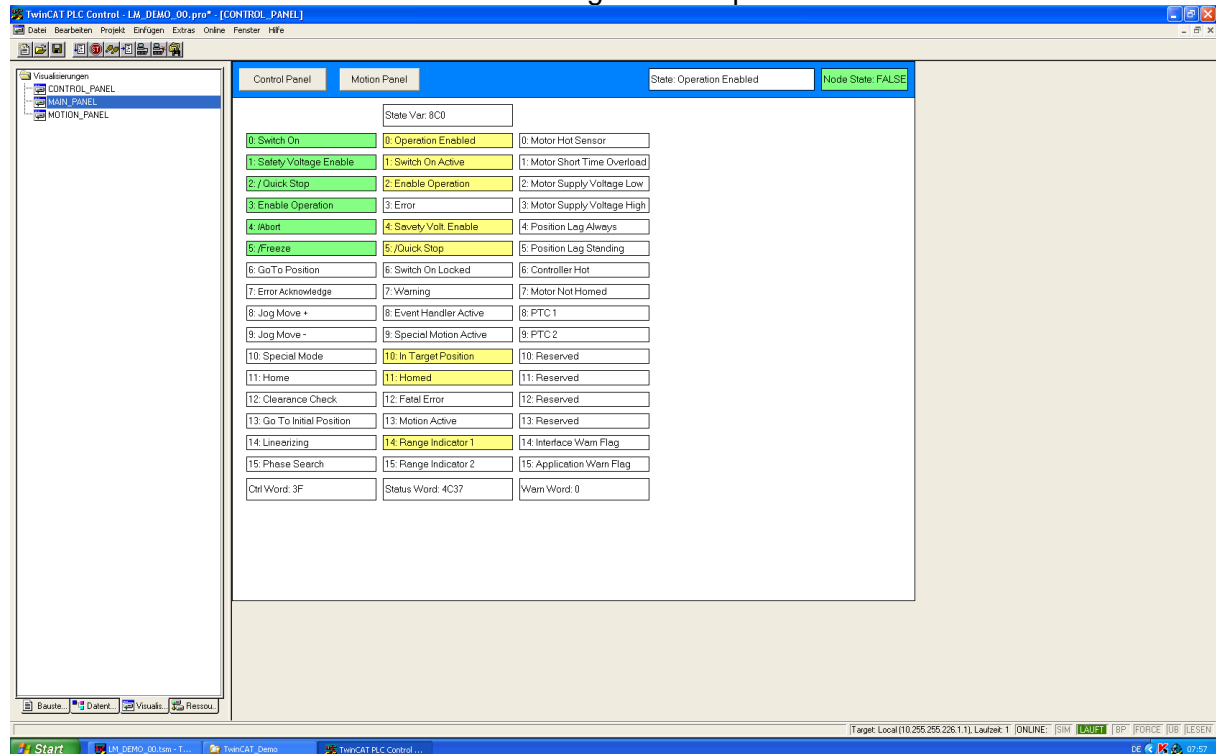 TwinCAT PLC Control - LM_DEMO_00.pro* - [CONTROL_PANEL]
Datei Bearbeiten Projekt Einfügen Extras Online Fenster Hilfe
Visualisierungen
CONTROL_PANEL
MAIN_PANEL
MOTION_PANEL
Control Panel Motion Panel State: Operation Enabled Node State: FALSE
State Var: 8C0
0: Switch On 0: Operation Enabled 0: Motor Hot Sensor
1: Safety Voltage Enable 1: Switch On Active 1: Motor Short Time Overload
2: / Quick Stop 2: Enable Operation 2: Motor Supply Voltage Low
3: Enable Operation 3: Error 3: Motor Supply Voltage High
4: /Abort 4: Savety Volt. Enable 4: Position Lag Always
5: /Freeze 5: /Quick Stop 5: Position Lag Standing
6: GoTo Position 6: Switch On Locked 6: Controller Hot
7: Error Acknowledge 7: Warning 7: Motor Not Homed
8: Jog Move + 8: Event Handler Active 8: PTC 1
9: Jog Move - 9: Special Motion Active 9: PTC 2
10: Special Mode 10: In Target Position 10: Reserved
11: Home 11: Homed 11: Reserved
12: Clearance Check 12: Fatal Error 12: Reserved
13: Go To Initial Position 13: Motion Active 13: Reserved
14: Linearizing 14: Range Indicator 1 14: Interface Warn Flag
15: Phase Search 15: Range Indicator 2 15: Application Warn Flag
Ctrl Word: 3F Status Word: 4C37 Warn Word: 0
Bauste... Datent... Visualis... Ressou...
Target: Local (10.255.255.226.1.1), Laufzeit: 1 ONLINE: SIM LÄUFT BP FORCE UB LESEN
Start LM_DEMO_00.tsm - T... TwinCAT_Demo TwinCAT PLC Control ... DE 07:57